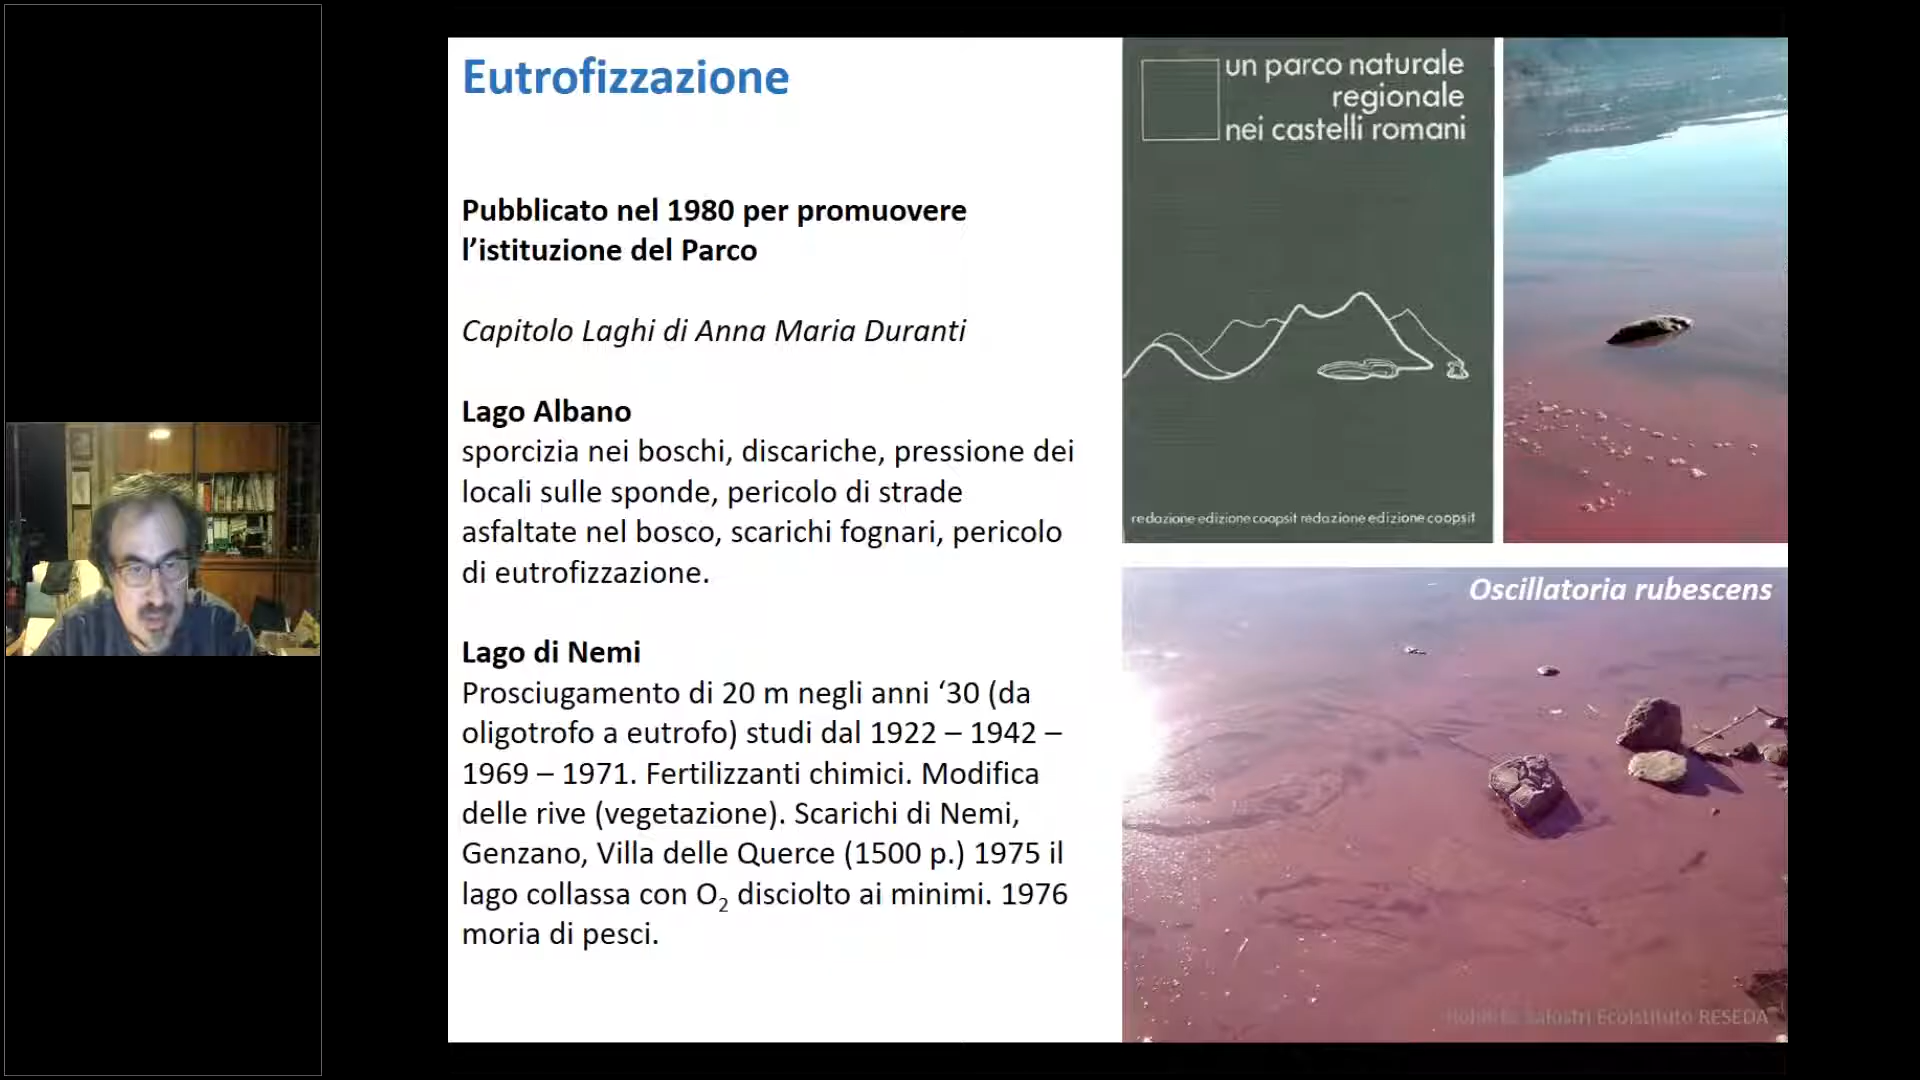 Eutrofizzazione
Pubblicato nel 1980 per promuovere
l’istituzione del Parco
Capitolo Laghi di Anna Maria Duranti
Lago Albano
sporcizia nei boschi, discariche, pressione dei
locali sulle sponde, pericolo di strade
asfaltate nel bosco, scarichi fognari, pericolo
di eutrofizzazione.
Lago di Nemi
Prosciugamento di 20 m negli anni ‘30 (da
oligotrofo a eutrofo) studi dal 1922 – 1942 –
1969 – 1971. Fertilizzanti chimici. Modifica
delle rive (vegetazione). Scarichi di Nemi,
Genzano, Villa delle Querce (1500 p.) 1975 il
lago collassa con O₂ disciolto ai minimi. 1976
moria di pesci.
un parco naturale
regionale
nei castelli romani
redazione edizione coopsit redazione edizione coopsit
Oscillatoria rubescens
Salustri Ecoistituto RESEDA